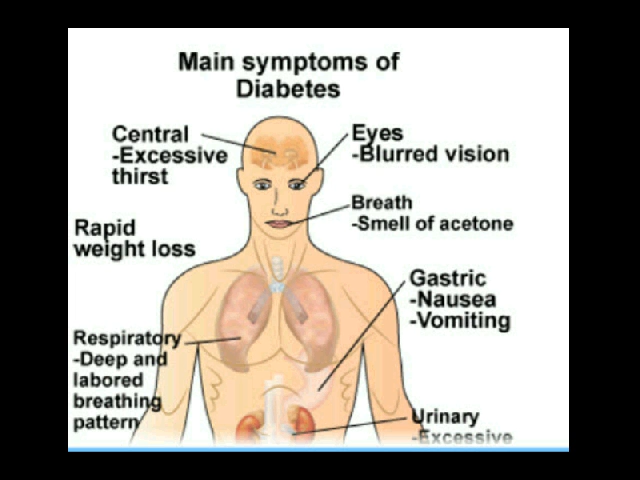 Main symptoms of
Diabetes
Central
-Excessive
thirst
Eyes
-Blurred vision
Breath
-Smell of acetone
Rapid
weight loss
Gastric
-Nausea
-Vomiting
Respiratory
-Deep and
labored
breathing
pattern
Urinary
-Excessive